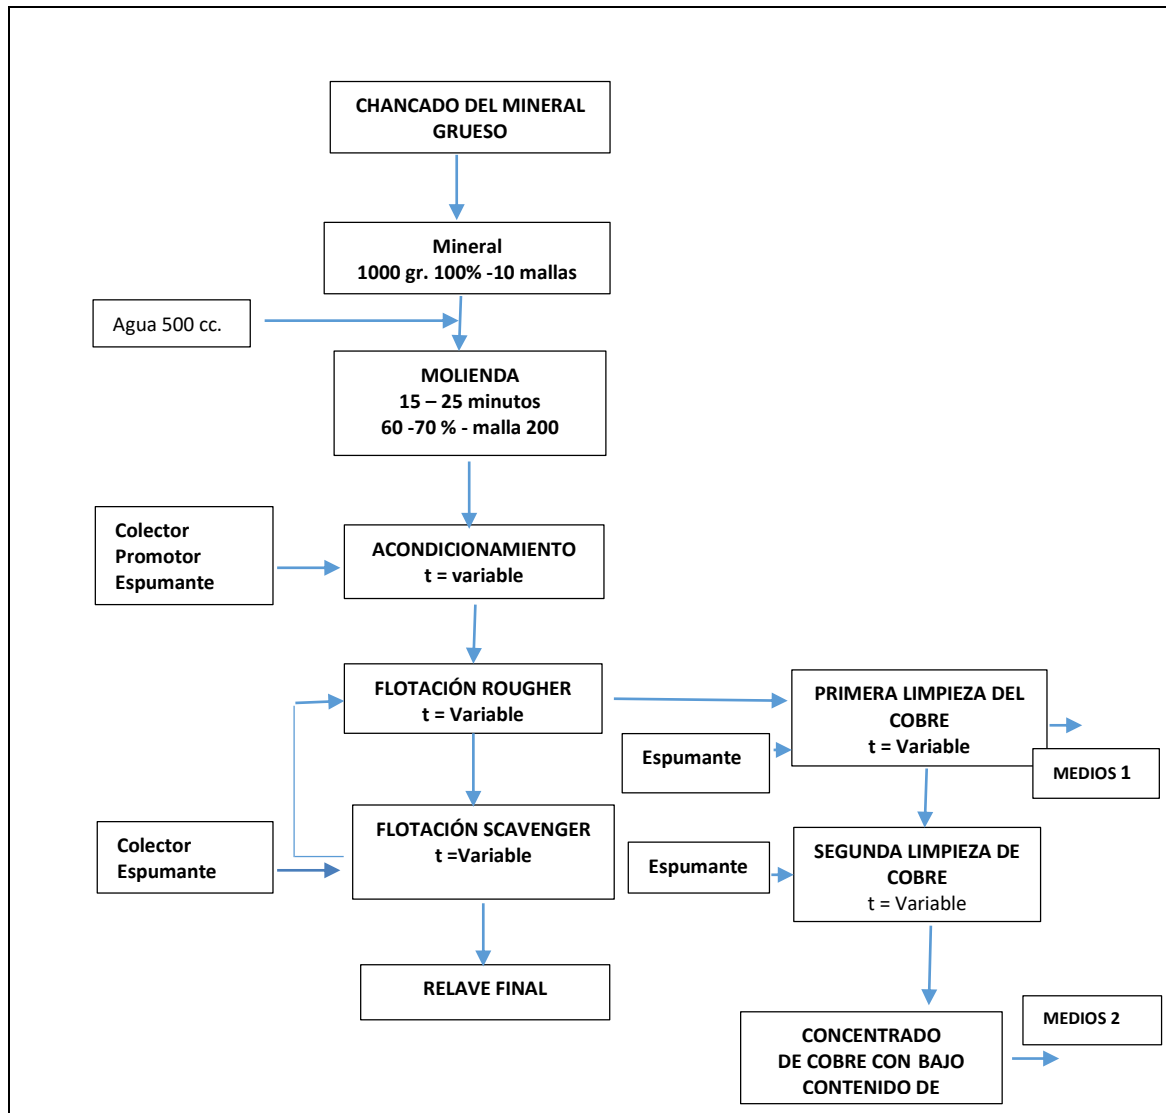 CHANCADO DEL MINERAL
GRUESO
Mineral
1000 gr. 100% -10 mallas
Agua 500 cc.
MOLIENDA
15 – 25 minutos
60 -70 % - malla 200
Colector
Promotor
Espumante
ACONDICIONAMIENTO
t = variable
FLOTACIÓN ROUGHER
t = Variable
PRIMERA LIMPIEZA DEL
COBRE
t = Variable
Espumante
MEDIOS 1
Colector
Espumante
FLOTACIÓN SCAVENGER
t =Variable
Espumante
SEGUNDA LIMPIEZA DE
COBRE
t = Variable
RELAVE FINAL
CONCENTRADO
DE COBRE CON BAJO
CONTENIDO DE
MEDIOS 2